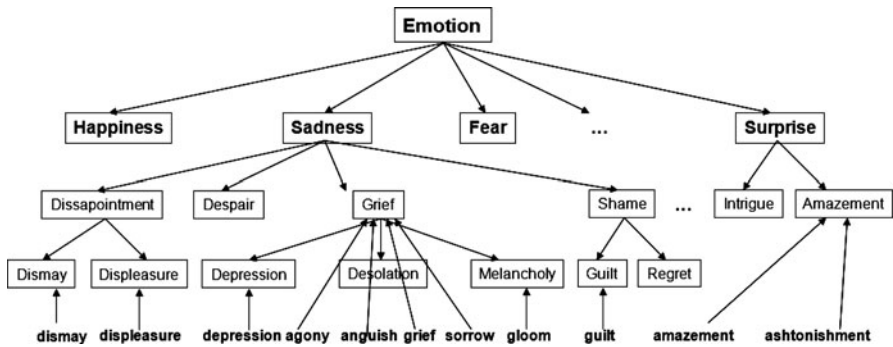 Emotion
Happiness Sadness Fear ... Surprise
Dissapointment Despair Grief Shame ... Intrigue Amazement
Dismay Displeasure Depression Desolation Melancholy Guilt Regret
dismay displeasure depression agony anguish grief sorrow gloom guilt amazement ashtonishment